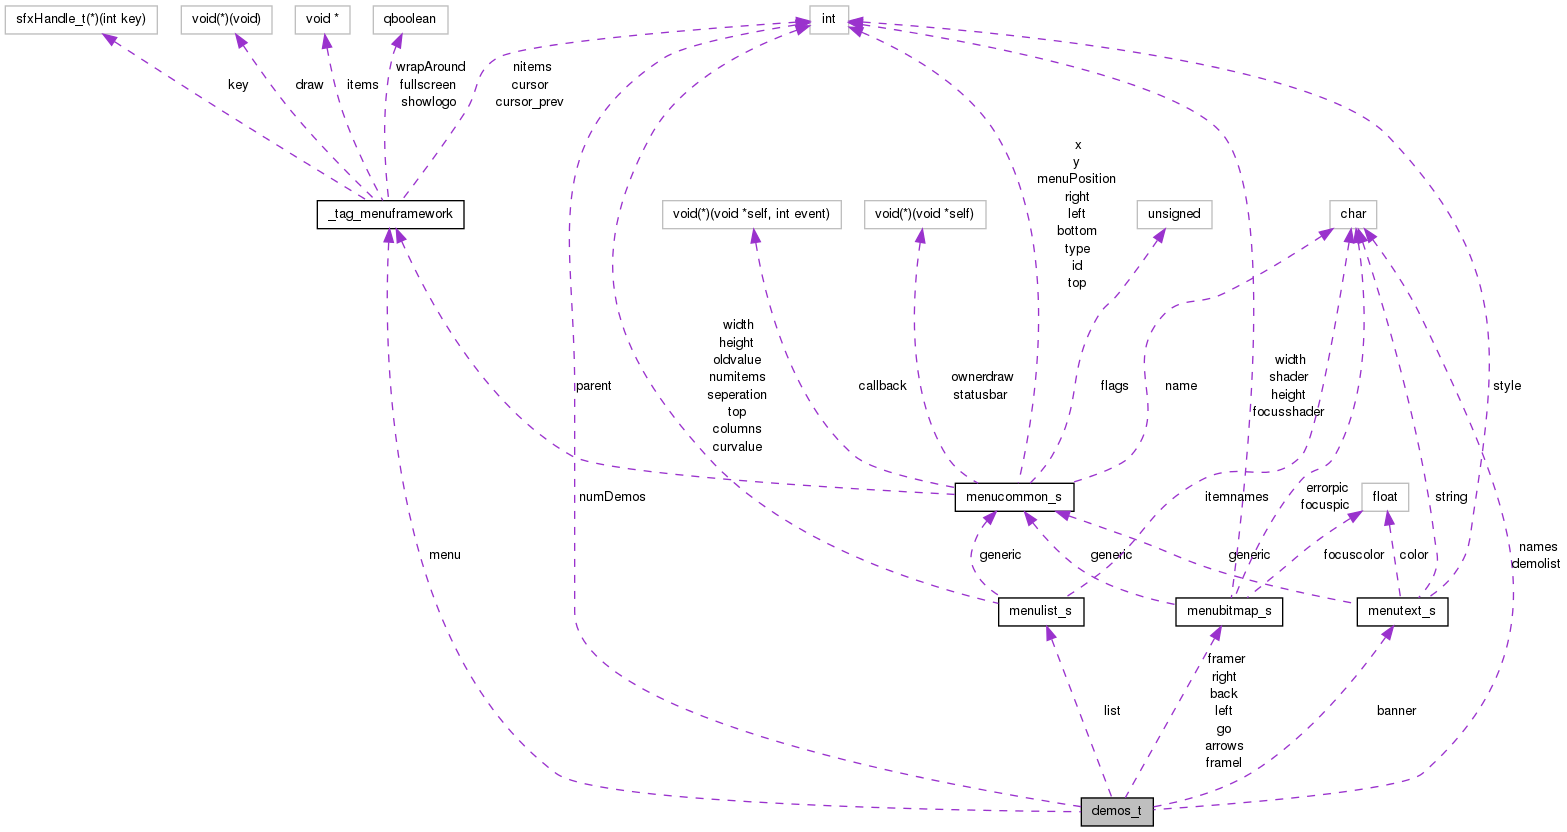 sfxHandle_t(*)(int key)
void(*)(void)
void *
qboolean
int
key
draw
items
wrapAround
fullscreen
showlogo
nitems
cursor
cursor_prev
x
y
menuPosition
right
left
bottom
type
id
top
_tag_menuframework
void(*)(void *self, int event)
void(*)(void *self)
unsigned
char
width
height
oldvalue
numitems
seperation
top
columns
curvalue
parent
callback
ownerdraw
statusbar
flags
name
width
shader
height
focusshader
style
numDemos
menucommon_s
itemnames
errorpic
focuspic
float
string
menu
generic
generic
generic
focuscolor
color
names
demolist
menulist_s
menubitmap_s
menutext_s
list
framer
right
back
left
go
arrows
framel
banner
demos_t